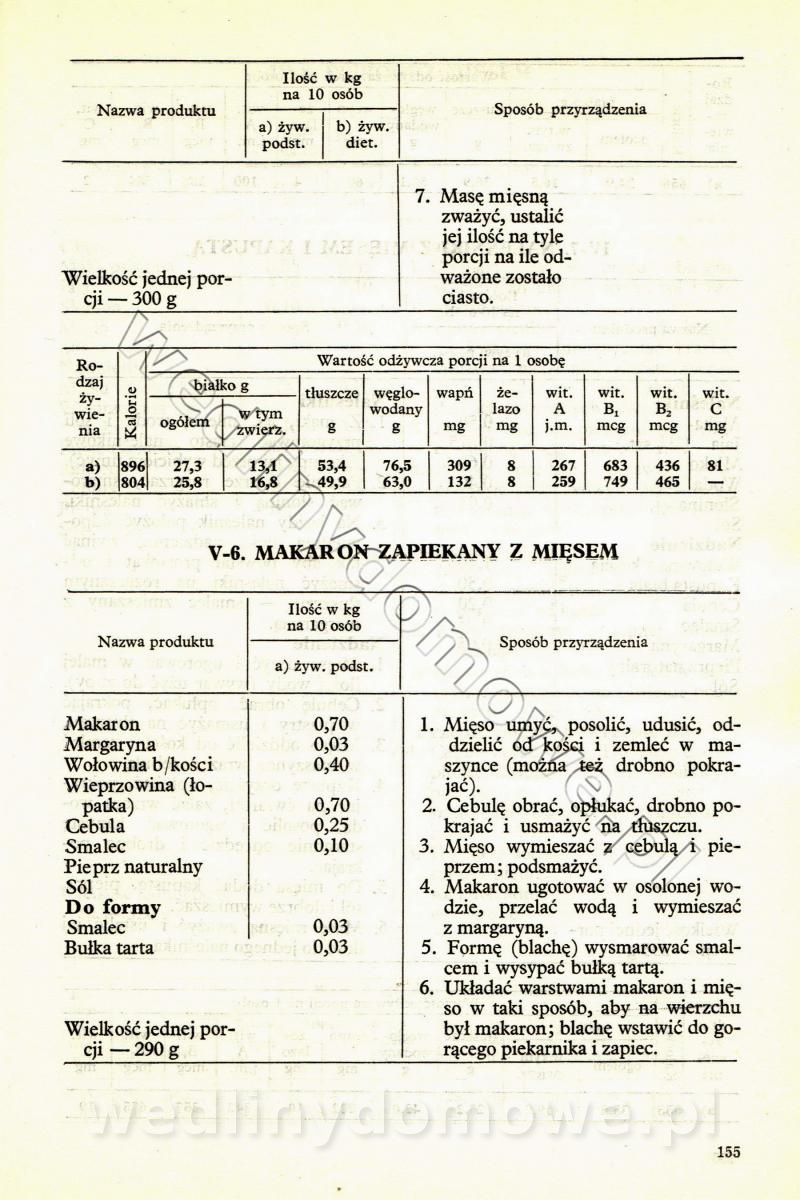 Nazwa produktu
Ilość w kg
na 10 osób
a) żyw.
podst.
b) żyw.
diet.
Sposób przyrządzenia
7. Masę mięsną
zważyć, ustalić
jej ilość na tyle
porcji na ile od-
ważone zostało
ciasto.
Wielkość jednej por-
cji — 300 g
Ro-
dzaj
ży-
wie-
nia
Kalorie
Wartość odżywcza porcji na 1 osobę
białko g
ogółem
w tym
zwierz.
tłuszcze
g
węglo-
wodany
g
wapń
mg
że-
lazo
mg
wit.
A
j.m.
wit.
B₁
mcg
wit.
B₂
mcg
wit.
C
mg
a) 896 27,3 13,1 53,4 76,5 309 8 267 683 436 81
b) 804 25,8 16,8 49,9 63,0 132 8 259 749 465 —
V-6. MAKARON ZAPIEKANY Z MIĘSEM
Nazwa produktu
Ilość w kg
na 10 osób
a) żyw. podst.
Sposób przyrządzenia
Makaron 0,70
Margaryna 0,03
Wołowina b/kości 0,40
Wieprzowina (ło-
patka) 0,70
Cebula 0,25
Smalec 0,10
Pieprz naturalny
Sól
Do formy
Smalec 0,03
Bułka tarta 0,03
Wielkość jednej por-
cji — 290 g
1. Mięso umyć, posolić, udusić, od-
dzielić od kości i zemleć w ma-
szynce (można też drobno pokra-
jać).
2. Cebulę obrać, opłukać, drobno po-
krajać i usmażyć na tłuszczu.
3. Mięso wymieszać z cebulą i pie-
przem; podsmażyć.
4. Makaron ugotować w osolonej wo-
dzie, przelać wodą i wymieszać
z margaryną.
5. Formę (blachę) wysmarować smal-
cem i wysypać bułką tartą.
6. Układać warstwami makaron i mię-
so w taki sposób, aby na wierzchu
był makaron; blachę wstawić do go-
rącego piekarnika i zapiec.
wedlinydomowe.pl
wedlinydomowe.pl
155